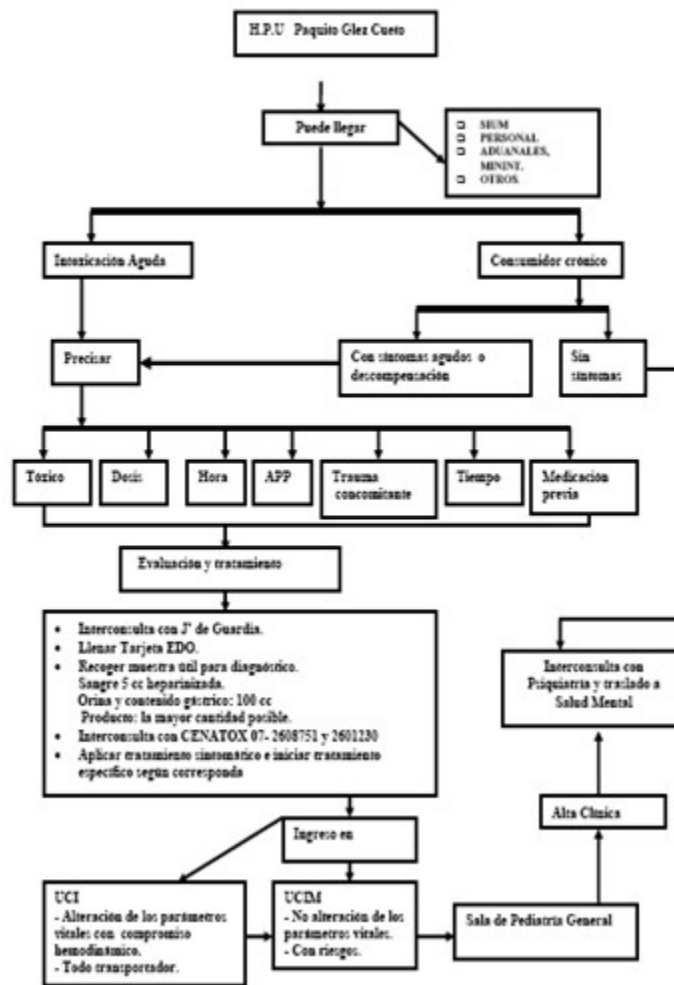 H.P.U Paquito Glez Cueto
Puede llegar
SIUM
PERSONAL
ADUANALES,
MININT.
OTROS
Intoxicación Aguda
Consumidor crónico
Precisar
Con síntomas agudos o
descompensación
Sin
síntomas
Tóxico
Dosis
Hora
APP
Trauma
concomitante
Tiempo
Medicación
previa
Evaluación y tratamiento
• Interconsulta con J' de Guardia.
• Llenar Tarjeta EDO.
• Recoger muestra útil para diagnóstico.
Sangre 5 cc heparinizada.
Orina y contenido gástrico: 100 cc
Producto: la mayor cantidad posible.
• Interconsulta con CENATOX 07- 2608751 y 2601230
• Aplicar tratamiento sintomático e iniciar tratamiento
específico según corresponda
Interconsulta con
Psiquiatría y traslado a
Salud Mental
Alta Clínica
Ingreso en
UCI
- Alteración de los parámetros
vitales con compromiso
hemodinámico.
- Todo transportador.
UCIM
- No alteración de los
parámetros vitales.
- Con riesgos.
Sala de Pediatría General